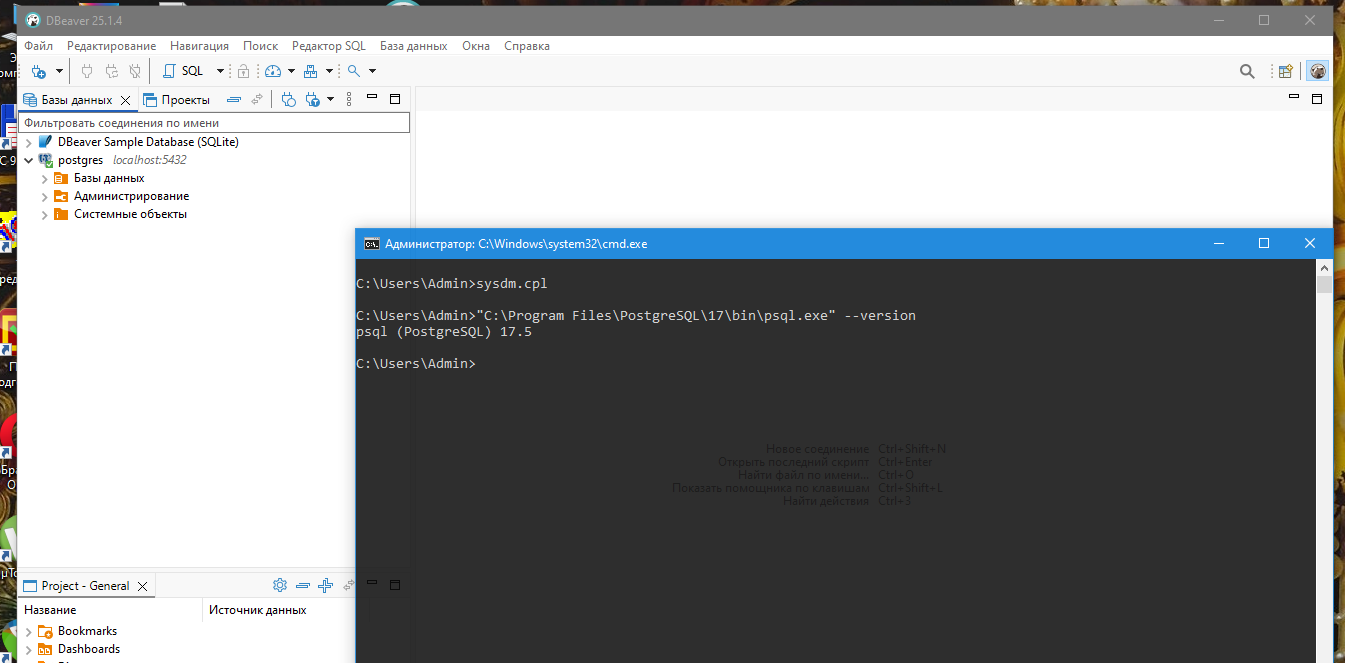 DBeaver 25.1.4
Файл Редактирование Навигация Поиск Редактор SQL База данных Окна Справка
SQL
Базы данных Проекты
Фильтровать соединения по имени
DBeaver Sample Database (SQLite)
postgres localhost:5432
Базы данных
Администрирование
Системные объекты
Администратор: C:\Windows\system32\cmd.exe
C:\Users\Admin>sysdm.cpl
C:\Users\Admin>"C:\Program Files\PostgreSQL\17\bin\psql.exe" --version
psql (PostgreSQL) 17.5
C:\Users\Admin>
Новое соединение Ctrl+Shift+N
Открыть последний скрипт Ctrl+Enter
Найти файл по имени... Ctrl+O
Показать помощника по клавишам Ctrl+Shift+L
Найти действия Ctrl+3
Project - General
Название Источник данных
Bookmarks
Dashboards